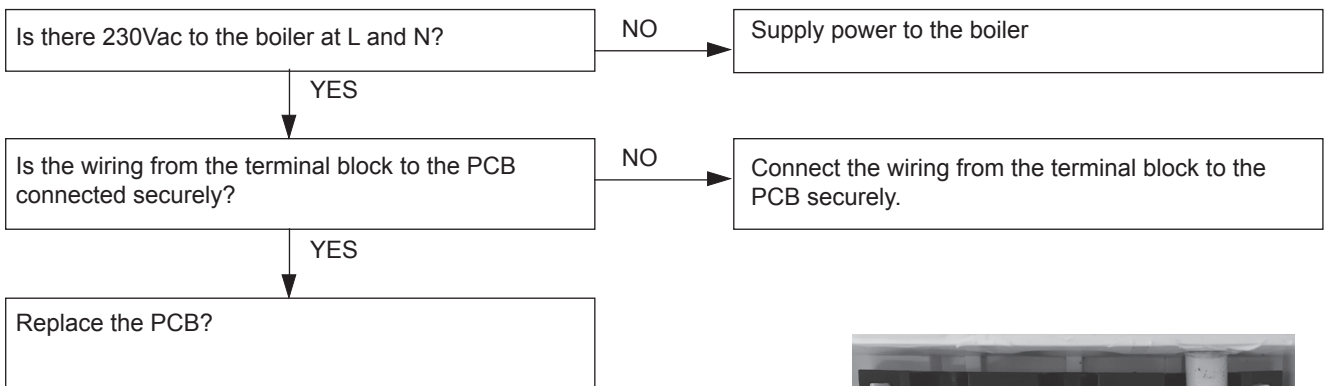 Is there 230Vac to the boiler at L and N?
NO
Supply power to the boiler
YES
Is the wiring from the terminal block to the PCB
connected securely?
NO
Connect the wiring from the terminal block to the
PCB securely.
YES
Replace the PCB?